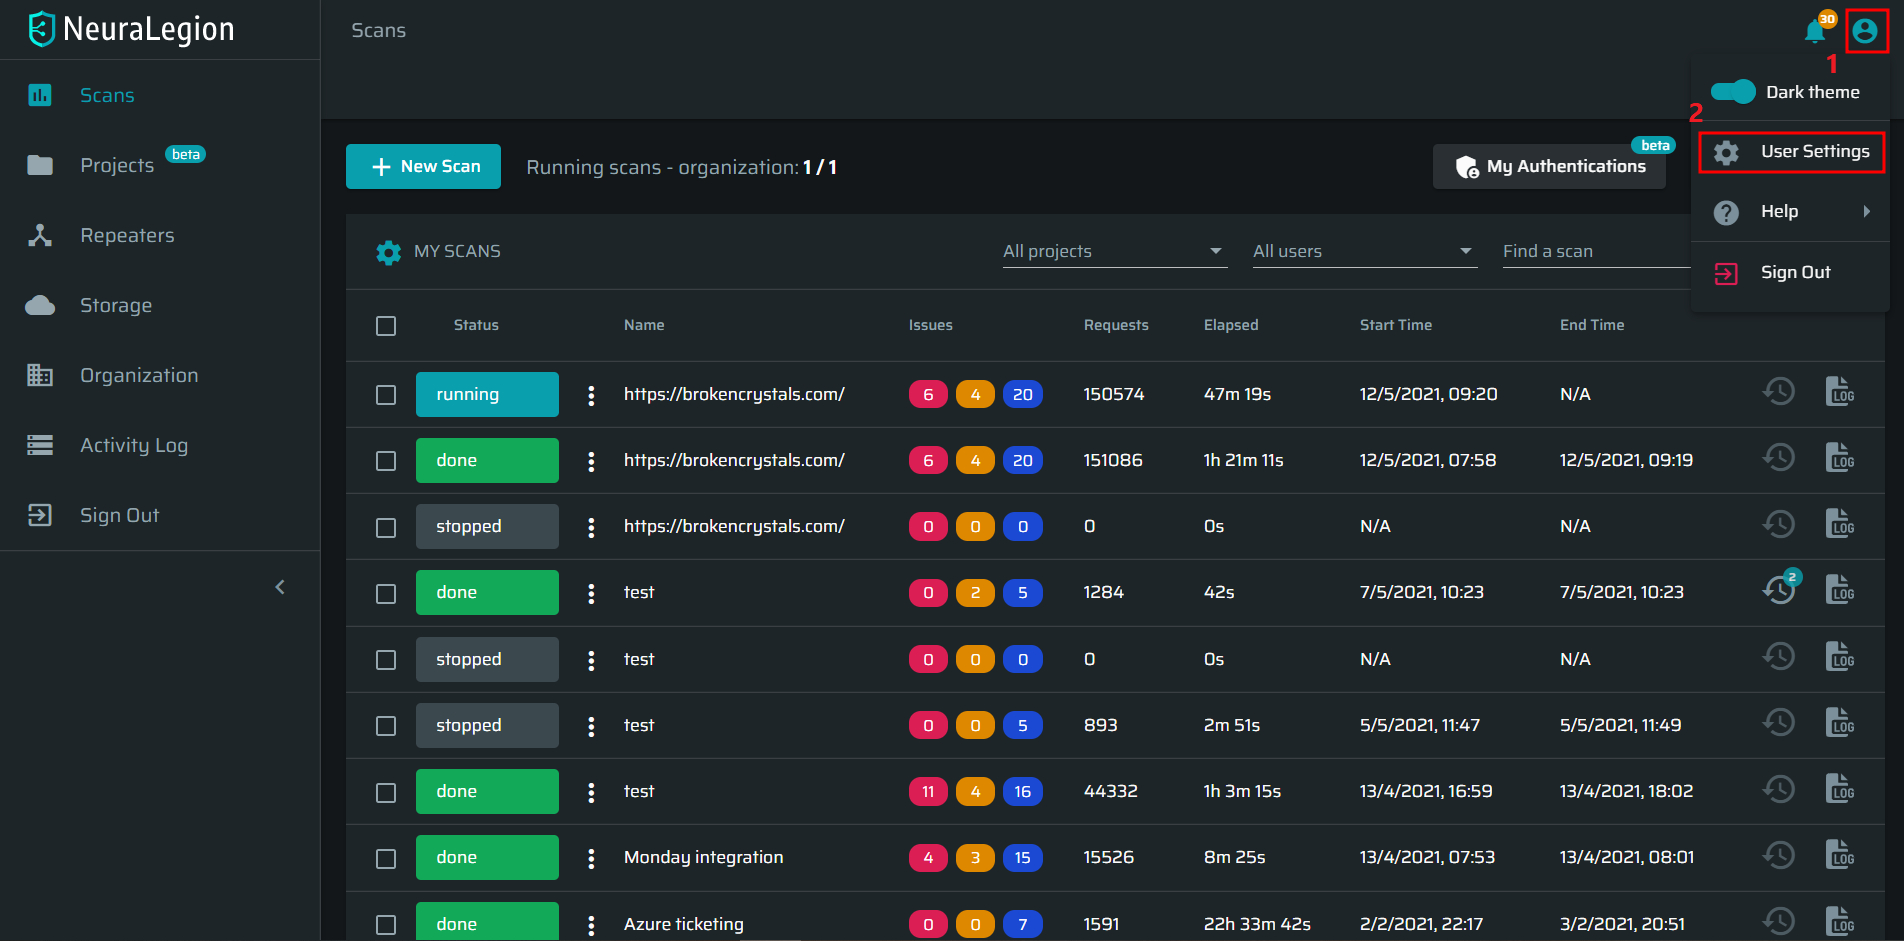 NeuraLegion
Scans
Projects beta
Repeaters
Storage
Organization
Activity Log
Sign Out
Scans
30
1
Dark theme
2
User Settings
Help
Sign Out
New Scan
Running scans - organization: 1 / 1
beta
My Authentications
MY SCANS
All projects
All users
Find a scan
Status Name Issues Requests Elapsed Start Time End Time
running https://brokencrystals.com/ 6 4 20 150574 47m 19s 12/5/2021, 09:20 N/A LOG
done https://brokencrystals.com/ 6 4 20 151086 1h 21m 11s 12/5/2021, 07:58 12/5/2021, 09:19 LOG
stopped https://brokencrystals.com/ 0 0 0 0 0s N/A N/A LOG
done test 0 2 5 1284 42s 7/5/2021, 10:23 7/5/2021, 10:23 2 LOG
stopped test 0 0 0 0 0s N/A N/A LOG
stopped test 0 0 5 893 2m 51s 5/5/2021, 11:47 5/5/2021, 11:49 LOG
done test 11 4 16 44332 1h 3m 15s 13/4/2021, 16:59 13/4/2021, 18:02 LOG
done Monday integration 4 3 15 15526 8m 25s 13/4/2021, 07:53 13/4/2021, 08:01 LOG
done Azure ticketing 0 0 7 1591 22h 33m 42s 2/2/2021, 22:17 3/2/2021, 20:51 LOG